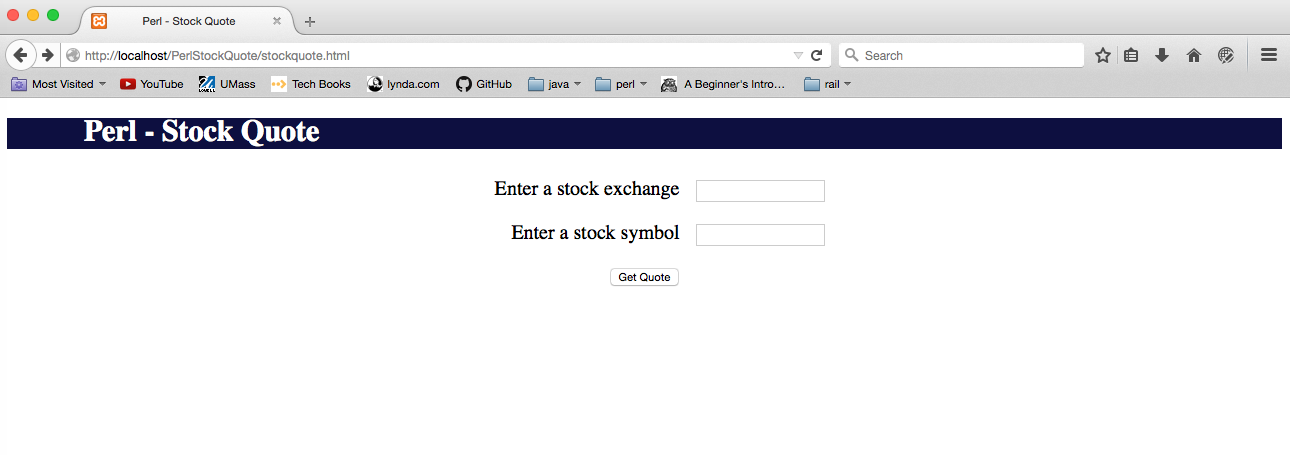 Perl - Stock Quote
http://localhost/PerlStockQuote/stockquote.html
Search
Most Visited YouTube UMass Tech Books lynda.com GitHub java perl A Beginner's Intro... rail
Perl - Stock Quote
Enter a stock exchange
Enter a stock symbol
Get Quote